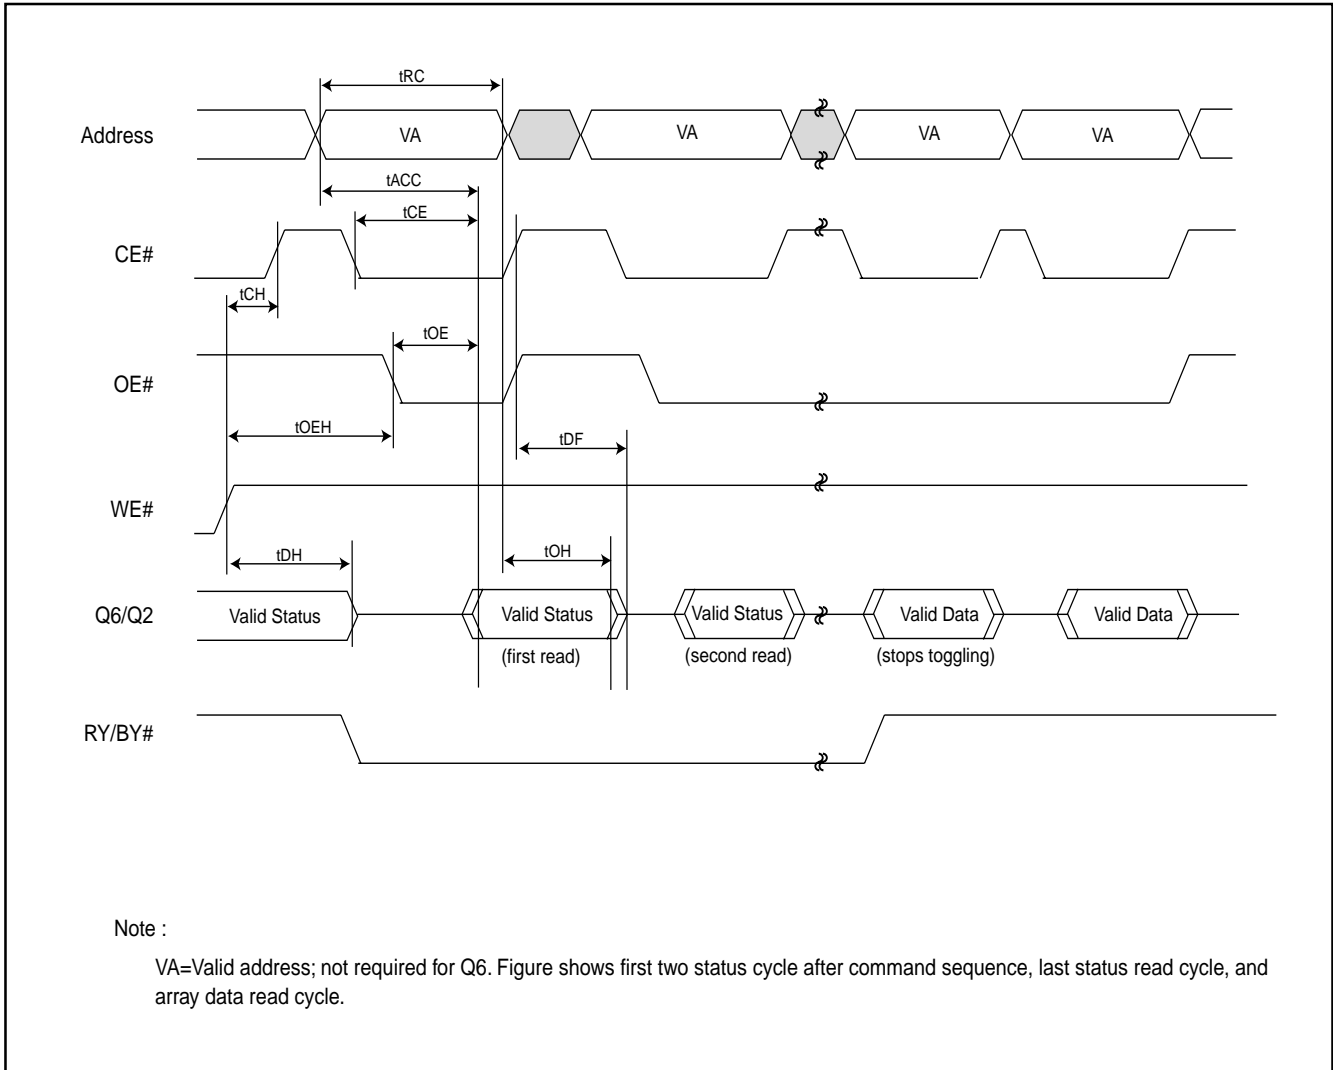 tRC
Address
VA
VA
VA
VA
tACC
tCE
CE#
tCH
tOE
OE#
tOEH
tDF
WE#
tDH
tOH
Q6/Q2
Valid Status
Valid Status
Valid Status
Valid Data
Valid Data
(first read)
(second read)
(stops toggling)
RY/BY#
Note :
VA=Valid address; not required for Q6. Figure shows first two status cycle after command sequence, last status read cycle, and
array data read cycle.